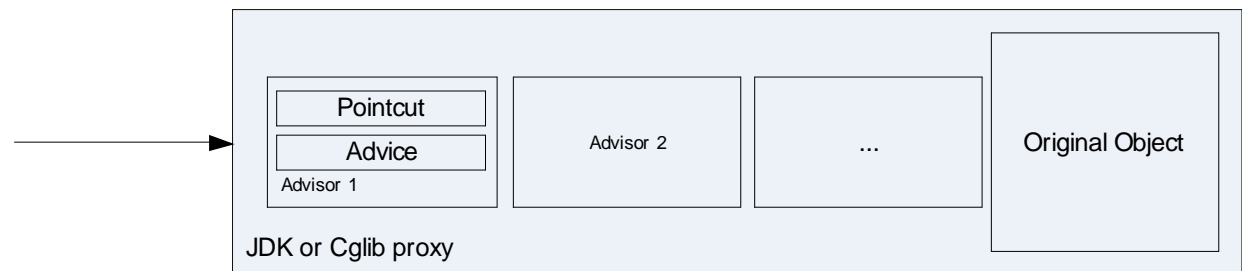 Pointcut
Advice
Advisor 1
Advisor 2
...
Original Object
JDK or Cglib proxy